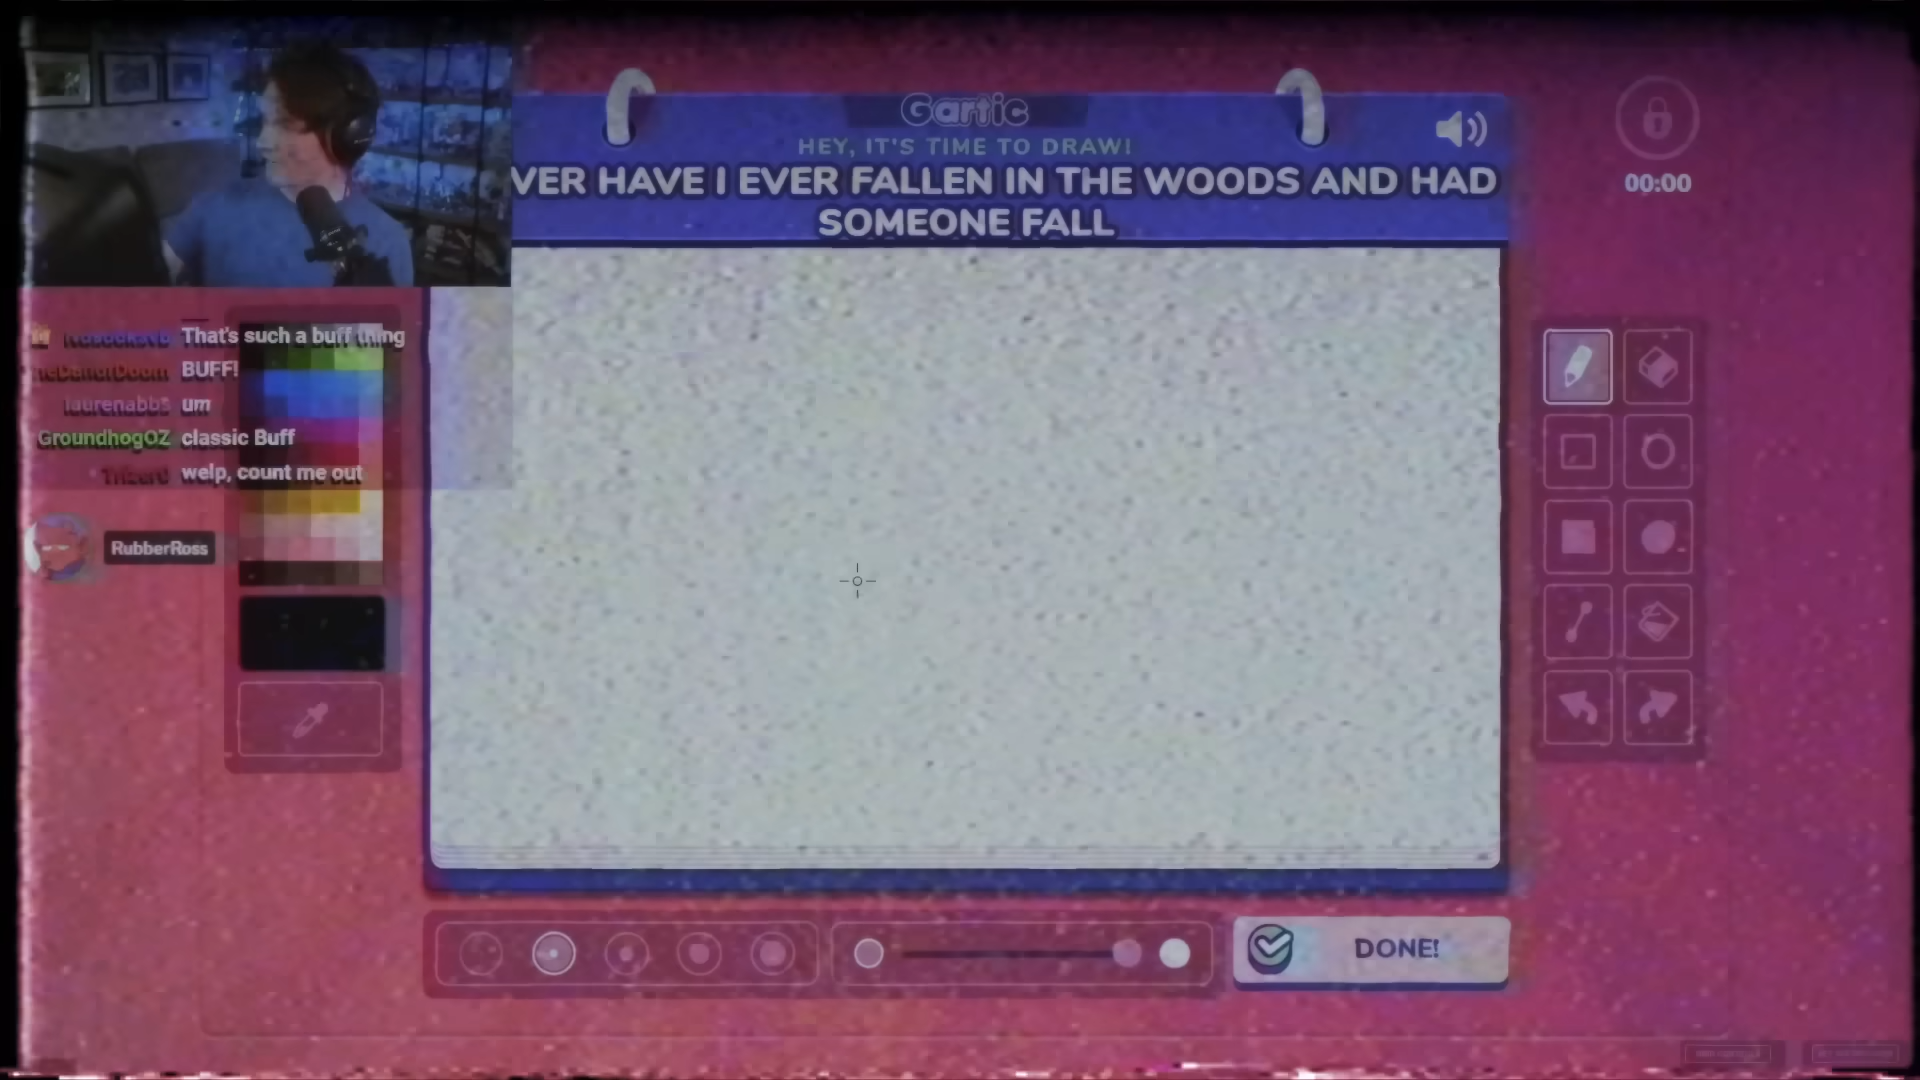 Gartic
HEY, IT'S TIME TO DRAW!
VER HAVE I EVER FALLEN IN THE WOODS AND HAD
SOMEONE FALL
00:00
That's such a buff thing
BUFF!
laurenabbs um
GroundhogOZ classic Buff
welp, count me out
RubberRoss
DONE!